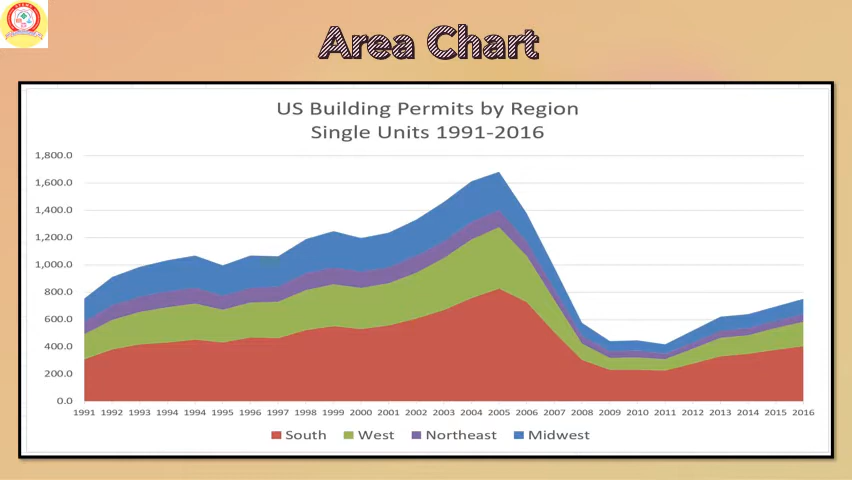 Area Chart
US Building Permits by Region
Single Units 1991-2016
1,800.0
1,600.0
1,400.0
1,200.0
1,000.0
800.0
600.0
400.0
200.0
0.0
1991 1992 1993 1994 1994 1995 1996 1997 1998 1999 2000 2001 2002 2003 2004 2005 2006 2007 2008 2009 2010 2011 2012 2013 2014 2015 2016
South West Northeast Midwest